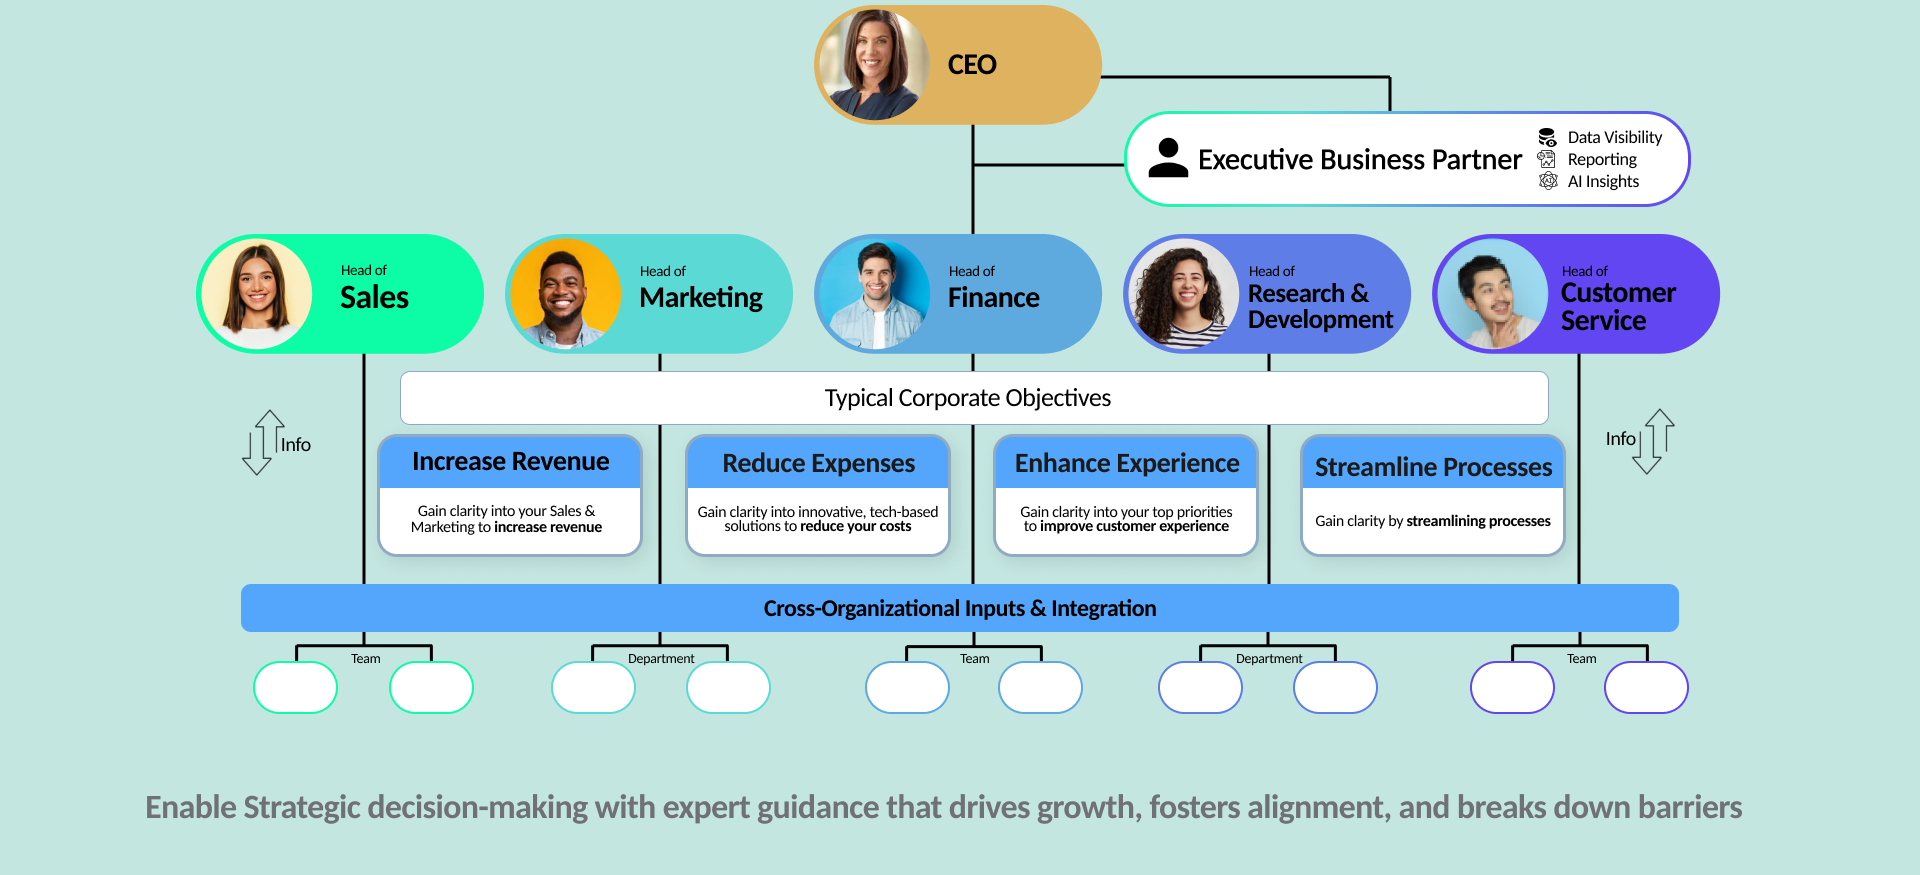 CEO
Executive Business Partner
Data Visibility
Reporting
AI Insights
Head of
Sales
Head of
Marketing
Head of
Finance
Head of
Research &
Development
Head of
Customer
Service
Typical Corporate Objectives
Info
Info
Increase Revenue
Gain clarity into your Sales &
Marketing to increase revenue
Reduce Expenses
Gain clarity into innovative, tech-based
solutions to reduce your costs
Enhance Experience
Gain clarity into your top priorities
to improve customer experience
Streamline Processes
Gain clarity by streamlining processes
Cross-Organizational Inputs & Integration
Team
Department
Team
Department
Team
Enable Strategic decision-making with expert guidance that drives growth, fosters alignment, and breaks down barriers